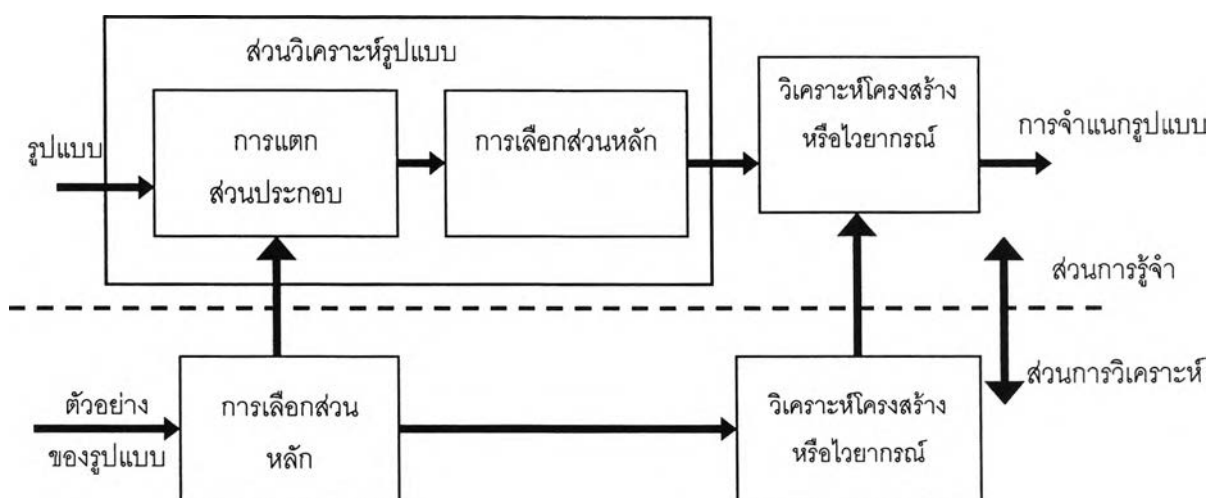 ส่วนวิเคราะห์รูปแบบ
รูปแบบ
การแตก
ส่วนประกอบ
การเลือกส่วนหลัก
วิเคราะห์โครงสร้าง
หรือไวยากรณ์
การจำแนกรูปแบบ
ส่วนการรู้จำ
ส่วนการวิเคราะห์
ตัวอย่าง
ของรูปแบบ
การเลือกส่วน
หลัก
วิเคราะห์โครงสร้าง
หรือไวยากรณ์